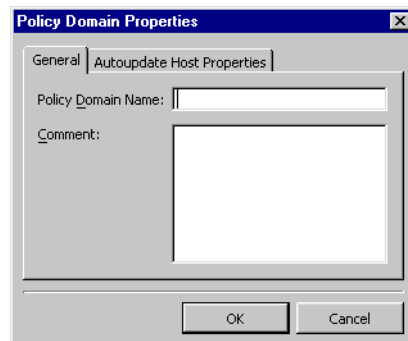 Policy Domain Properties
General Autoupdate Host Properties
Policy Domain Name:
Comment:
OK Cancel